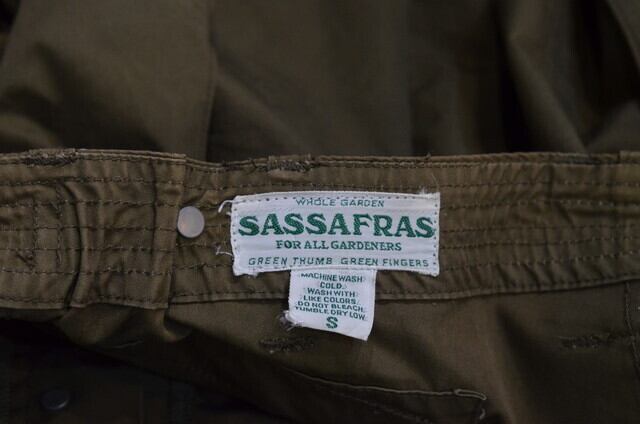 WHOLE GARDEN
SASSAFRAS
FOR ALL GARDENERS
GREEN THUMB GREEN FINGERS
MACHINE WASH
COLD.
WASH WITH
LIKE COLORS.
DO NOT BLEACH.
TUMBLE DRY LOW.
S